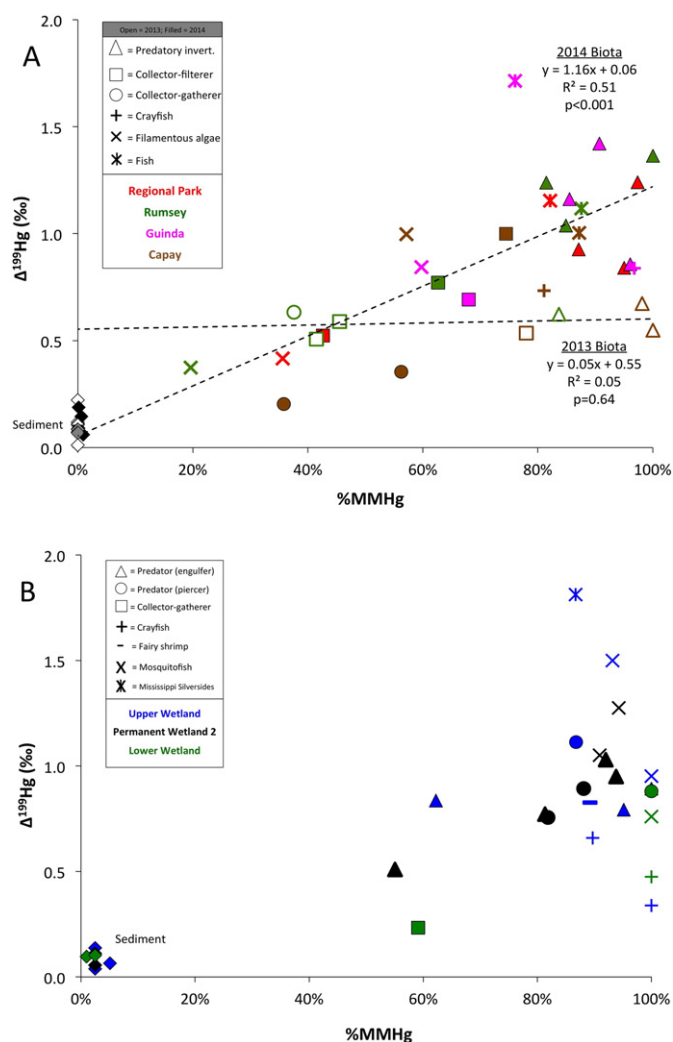 A
Open = 2013; Filled = 2014
= Predatory invert.
= Collector-filterer
= Collector-gatherer
= Crayfish
= Filamentous algae
= Fish
Regional Park
Rumsey
Guinda
Capay
2014 Biota
y = 1.16x + 0.06
R² = 0.51
p<0.001
2013 Biota
y = 0.05x + 0.55
R² = 0.05
p=0.64
Sediment
Δ¹⁹⁹Hg (‰)
2.0
1.5
1.0
0.5
0.0
0% 20% 40% 60% 80% 100%
%MMHg
B
= Predator (engulfer)
= Predator (piercer)
= Collector-gatherer
= Crayfish
= Fairy shrimp
= Mosquitofish
= Mississippi Silversides
Upper Wetland
Permanent Wetland 2
Lower Wetland
Sediment
Δ¹⁹⁹Hg (‰)
2.0
1.5
1.0
0.5
0.0
0% 20% 40% 60% 80% 100%
%MMHg